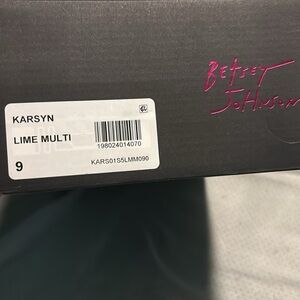 Betsey
Johnson
KARSYN
LIME MULTI
198024014070
9
KARS01S5LMM090